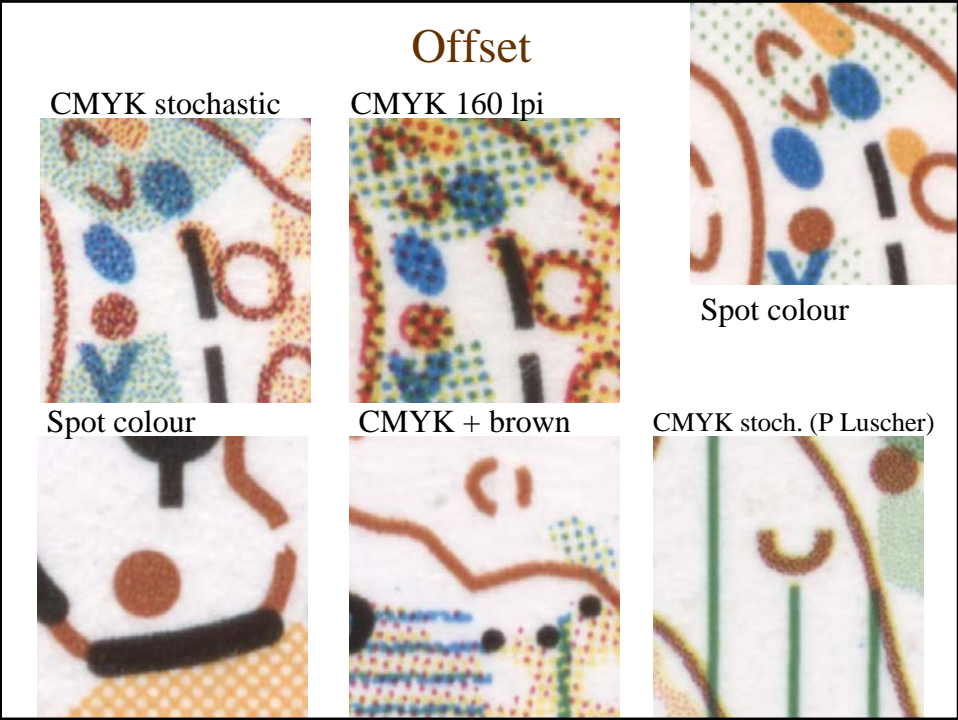 Offset
CMYK stochastic
CMYK 160 lpi
Spot colour
Spot colour
CMYK + brown
CMYK stoch. (P Luscher)